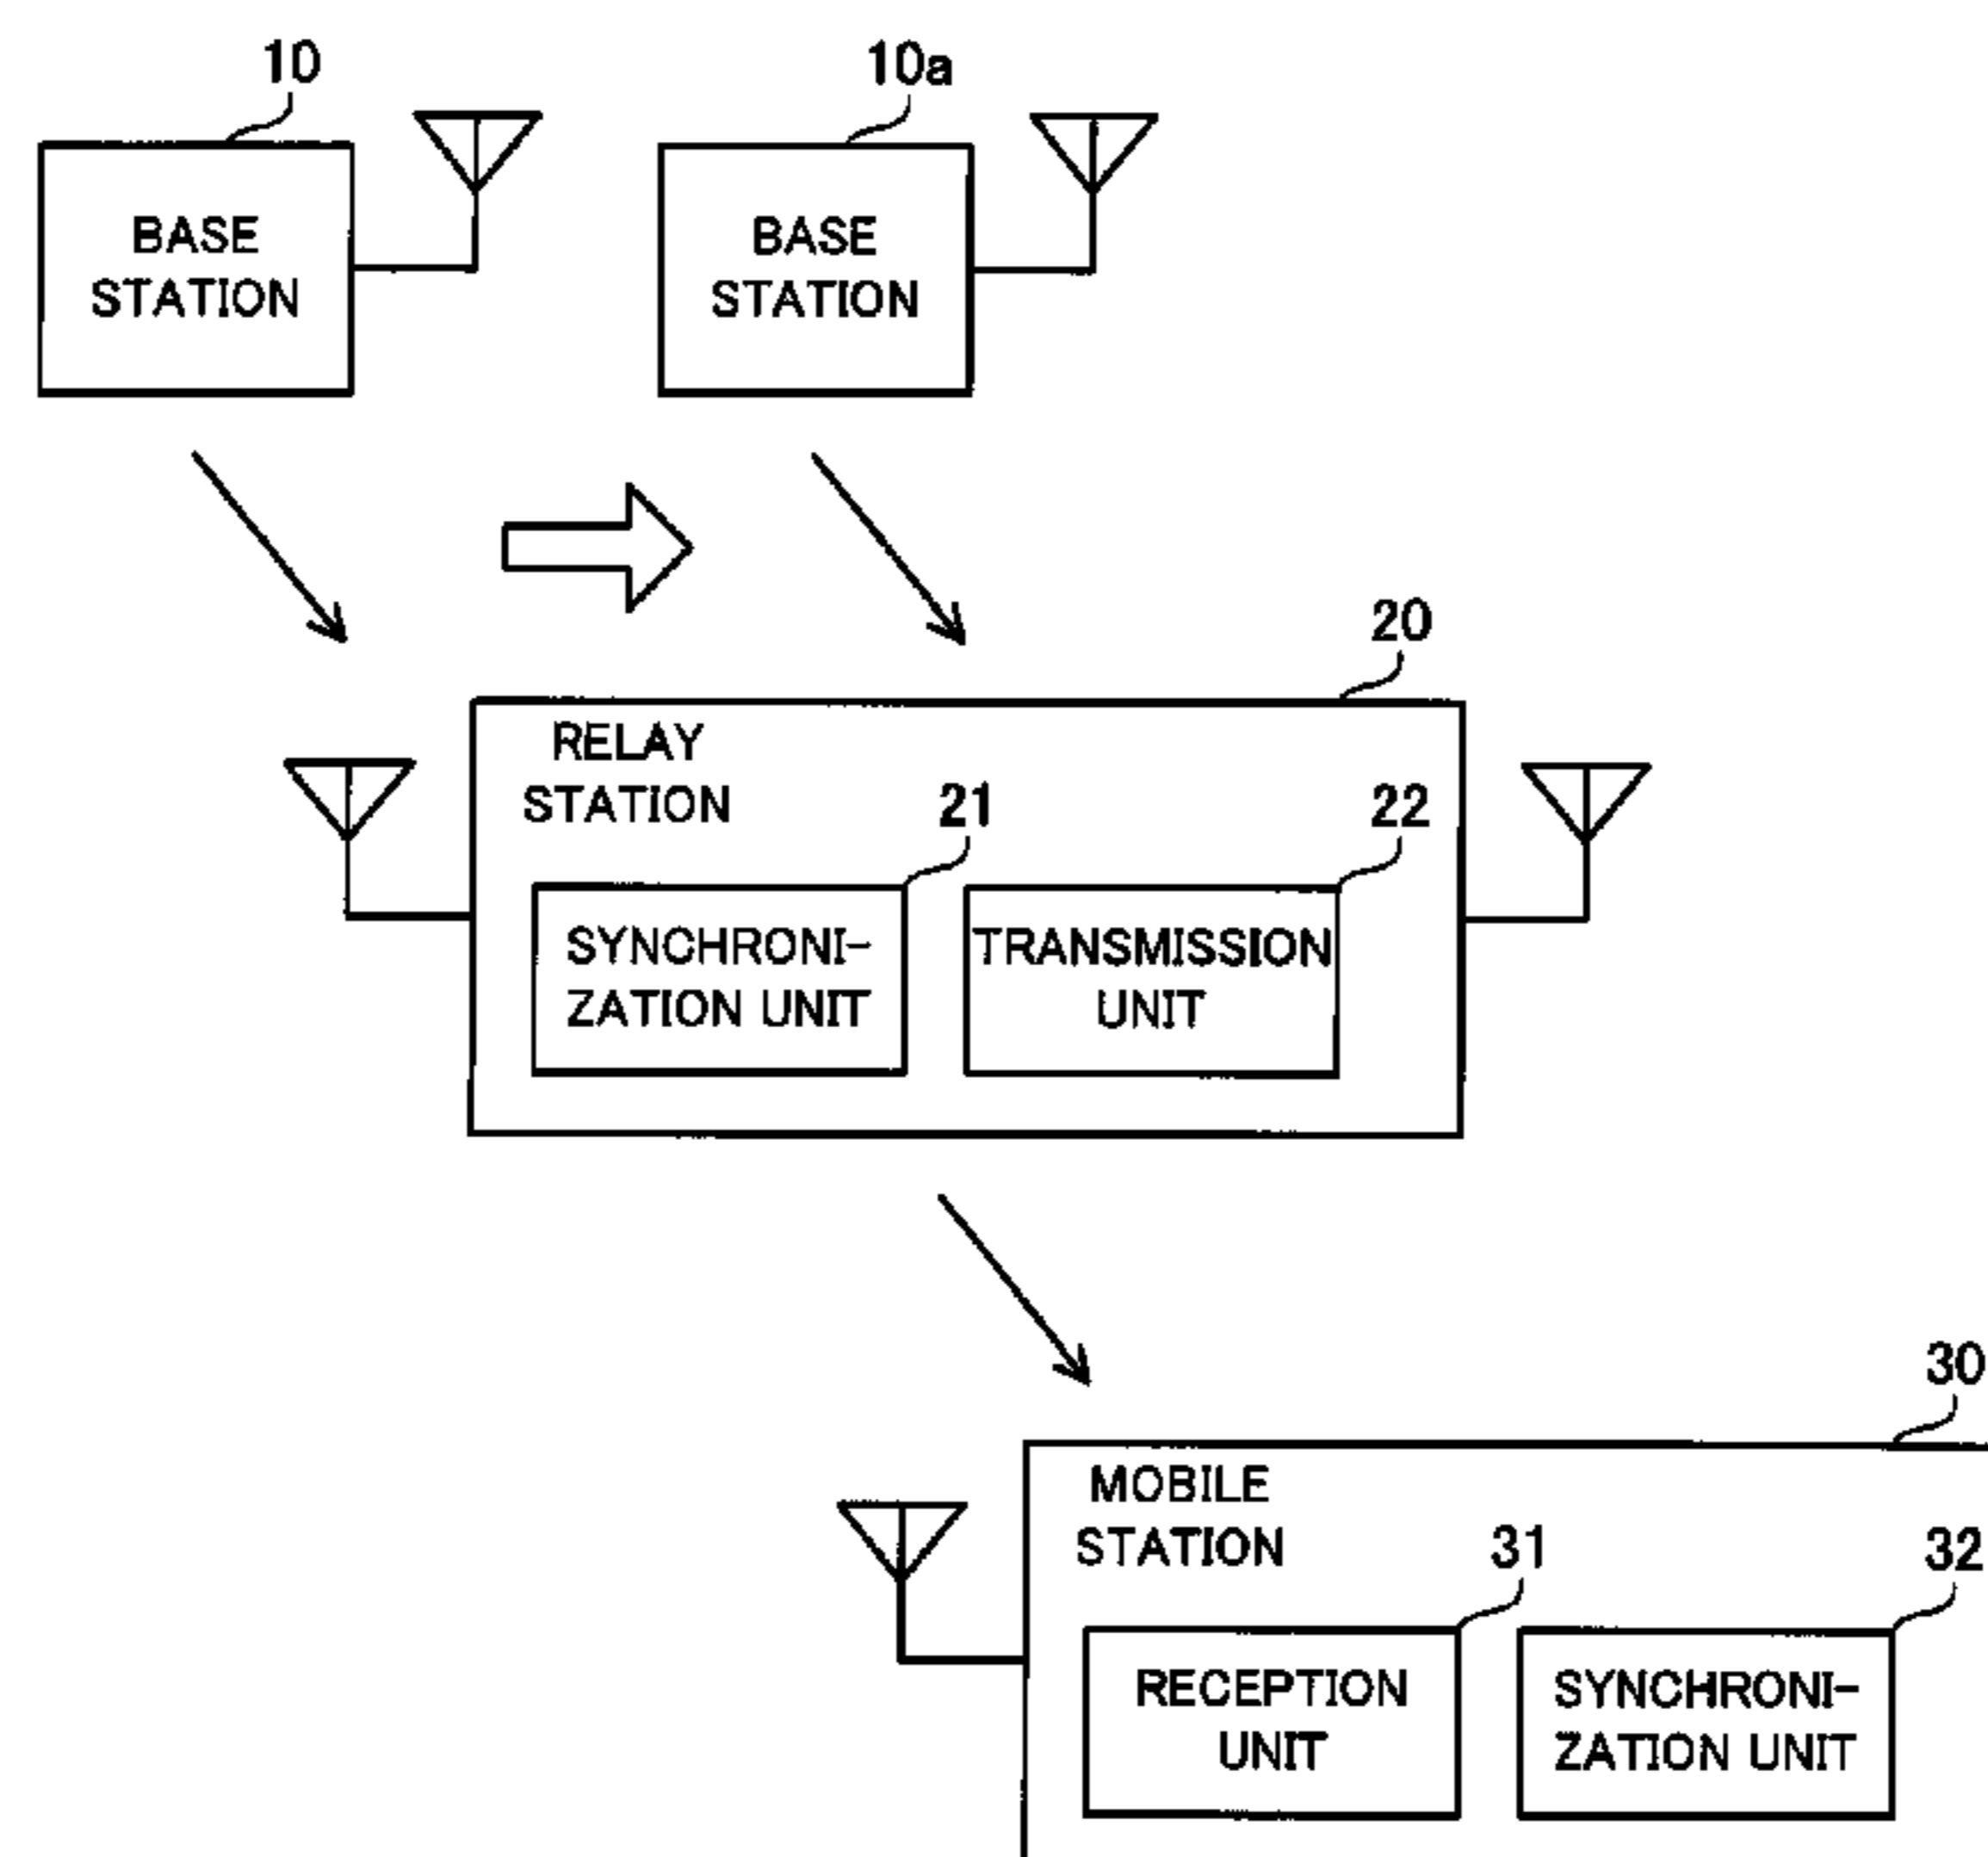 10
10a
BASE
STATION
BASE
STATION
20
RELAY
STATION
21
22
SYNCHRONI-
ZATION UNIT
TRANSMISSION
UNIT
30
MOBILE
STATION
31
32
RECEPTION
UNIT
SYNCHRONI-
ZATION UNIT